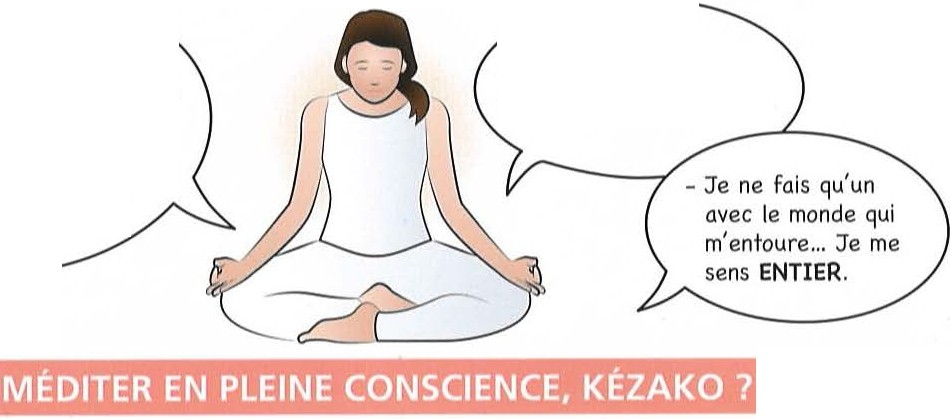 - Je ne fais qu'un
avec le monde qui
m'entoure... Je me
sens ENTIER.
MÉDITER EN PLEINE CONSCIENCE, KÉZAKO ?